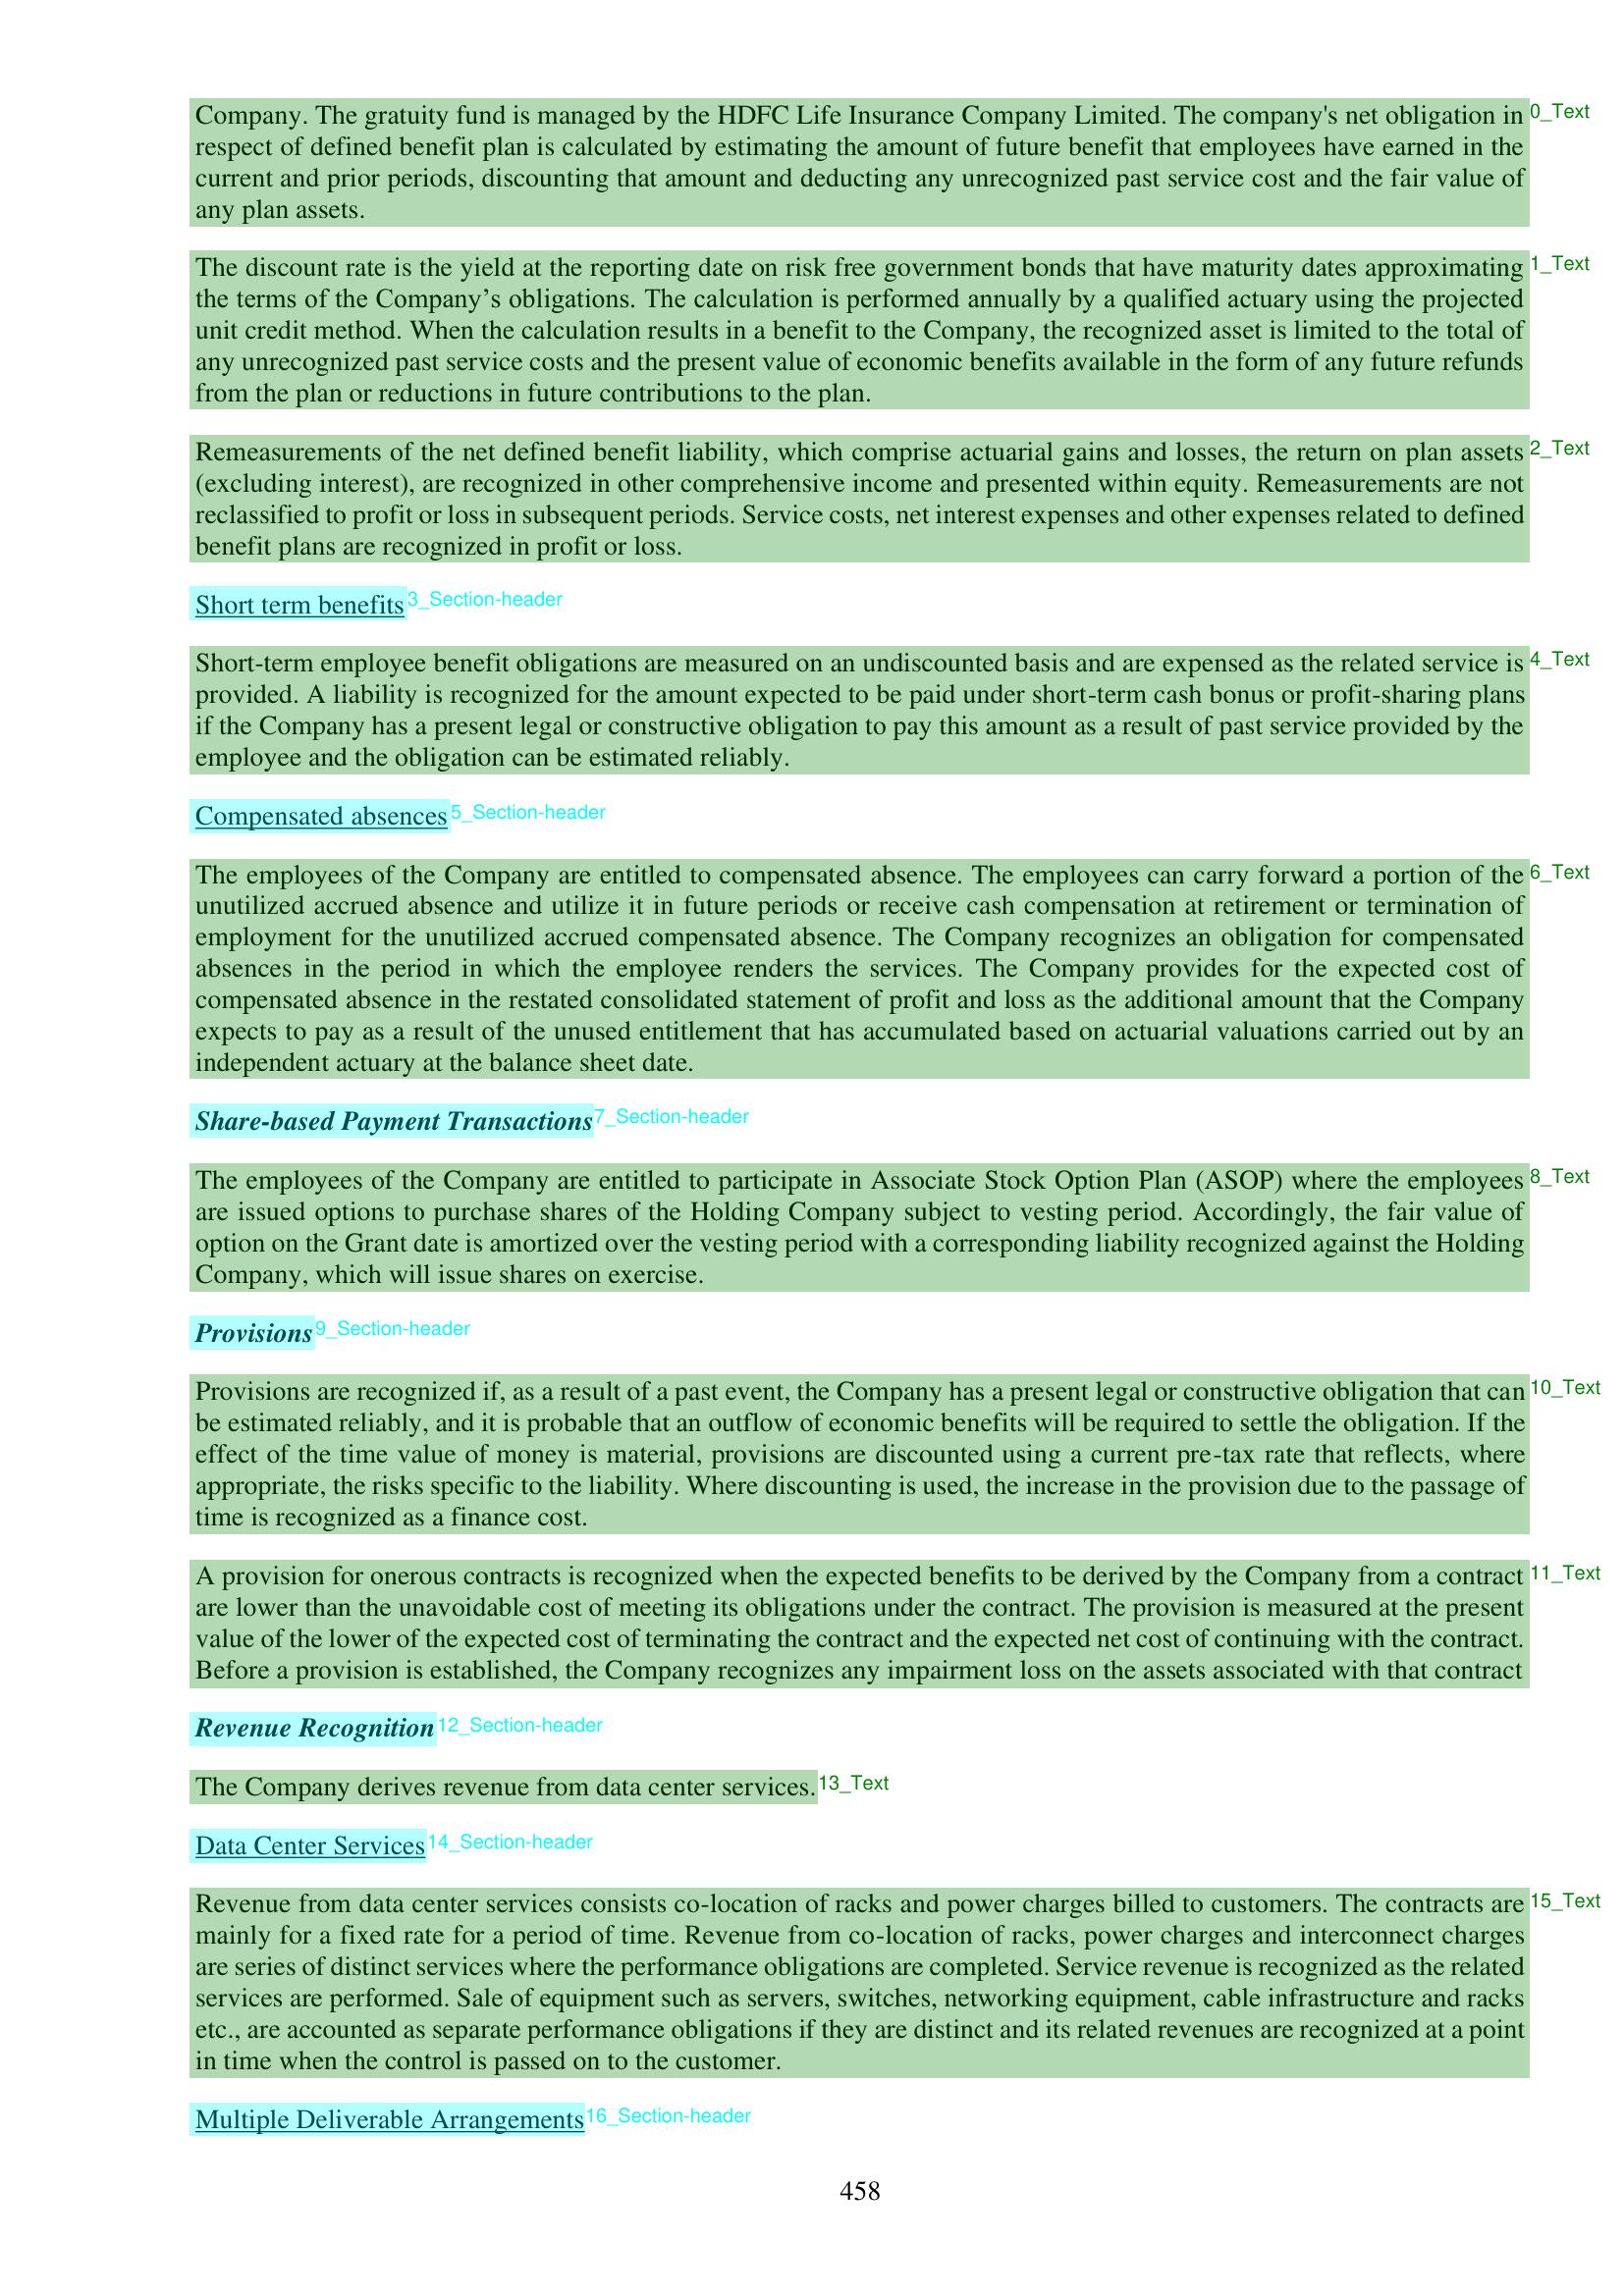 Company. The gratuity fund is managed by the HDFC Life Insurance Company Limited. The company's net obligation in 0_Text
respect of defined benefit plan is calculated by estimating the amount of future benefit that employees have earned in the
current and prior periods, discounting that amount and deducting any unrecognized past service cost and the fair value of
any plan assets.
The discount rate is the yield at the reporting date on risk free government bonds that have maturity dates approximating 1_Text
the terms of the Company’s obligations. The calculation is performed annually by a qualified actuary using the projected
unit credit method. When the calculation results in a benefit to the Company, the recognized asset is limited to the total of
any unrecognized past service costs and the present value of economic benefits available in the form of any future refunds
from the plan or reductions in future contributions to the plan.
Remeasurements of the net defined benefit liability, which comprise actuarial gains and losses, the return on plan assets 2_Text
(excluding interest), are recognized in other comprehensive income and presented within equity. Remeasurements are not
reclassified to profit or loss in subsequent periods. Service costs, net interest expenses and other expenses related to defined
benefit plans are recognized in profit or loss.
Short term benefits 3_Section-header
Short-term employee benefit obligations are measured on an undiscounted basis and are expensed as the related service is 4_Text
provided. A liability is recognized for the amount expected to be paid under short-term cash bonus or profit-sharing plans
if the Company has a present legal or constructive obligation to pay this amount as a result of past service provided by the
employee and the obligation can be estimated reliably.
Compensated absences 5_Section-header
The employees of the Company are entitled to compensated absence. The employees can carry forward a portion of the 6_Text
unutilized accrued absence and utilize it in future periods or receive cash compensation at retirement or termination of
employment for the unutilized accrued compensated absence. The Company recognizes an obligation for compensated
absences in the period in which the employee renders the services. The Company provides for the expected cost of
compensated absence in the restated consolidated statement of profit and loss as the additional amount that the Company
expects to pay as a result of the unused entitlement that has accumulated based on actuarial valuations carried out by an
independent actuary at the balance sheet date.
Share-based Payment Transactions 7_Section-header
The employees of the Company are entitled to participate in Associate Stock Option Plan (ASOP) where the employees 8_Text
are issued options to purchase shares of the Holding Company subject to vesting period. Accordingly, the fair value of
option on the Grant date is amortized over the vesting period with a corresponding liability recognized against the Holding
Company, which will issue shares on exercise.
Provisions 9_Section-header
Provisions are recognized if, as a result of a past event, the Company has a present legal or constructive obligation that can 10_Text
be estimated reliably, and it is probable that an outflow of economic benefits will be required to settle the obligation. If the
effect of the time value of money is material, provisions are discounted using a current pre-tax rate that reflects, where
appropriate, the risks specific to the liability. Where discounting is used, the increase in the provision due to the passage of
time is recognized as a finance cost.
A provision for onerous contracts is recognized when the expected benefits to be derived by the Company from a contract 11_Text
are lower than the unavoidable cost of meeting its obligations under the contract. The provision is measured at the present
value of the lower of the expected cost of terminating the contract and the expected net cost of continuing with the contract.
Before a provision is established, the Company recognizes any impairment loss on the assets associated with that contract
Revenue Recognition 12_Section-header
The Company derives revenue from data center services. 13_Text
Data Center Services 14_Section-header
Revenue from data center services consists co-location of racks and power charges billed to customers. The contracts are 15_Text
mainly for a fixed rate for a period of time. Revenue from co-location of racks, power charges and interconnect charges
are series of distinct services where the performance obligations are completed. Service revenue is recognized as the related
services are performed. Sale of equipment such as servers, switches, networking equipment, cable infrastructure and racks
etc., are accounted as separate performance obligations if they are distinct and its related revenues are recognized at a point
in time when the control is passed on to the customer.
Multiple Deliverable Arrangements 16_Section-header
458